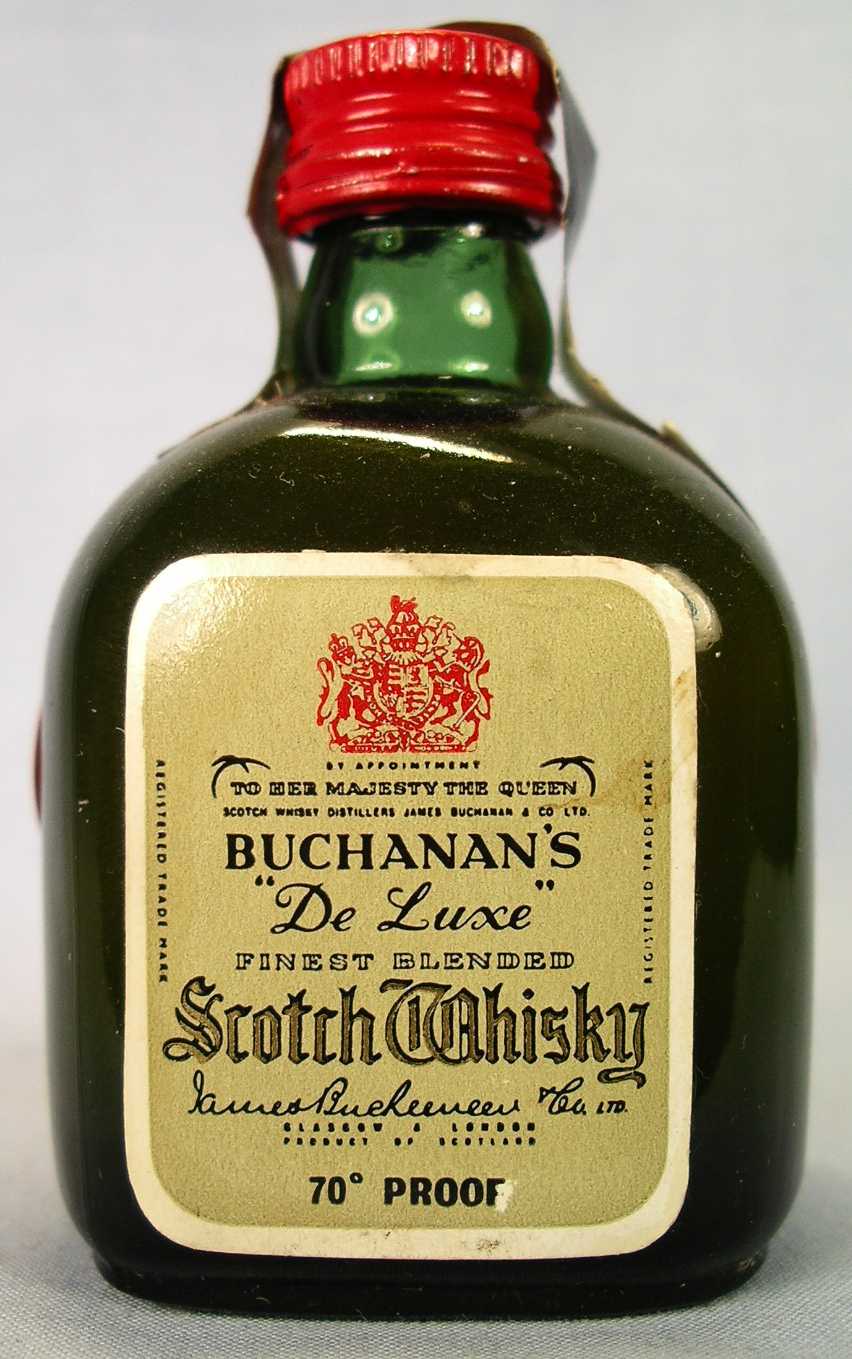 BY APPOINTMENT
TO HER MAJESTY THE QUEEN
SCOTCH WHISKY DISTILLERS JAMES BUCHANAN & CO LTD.
REGISTERED TRADE MARK
REGISTERED TRADE MARK
BUCHANAN'S
"De Luxe"
FINEST BLENDED
Scotch Whisky
James Buchanan & Co. LTD.
GLASGOW & LONDON
PRODUCT OF SCOTLAND
70° PROOF